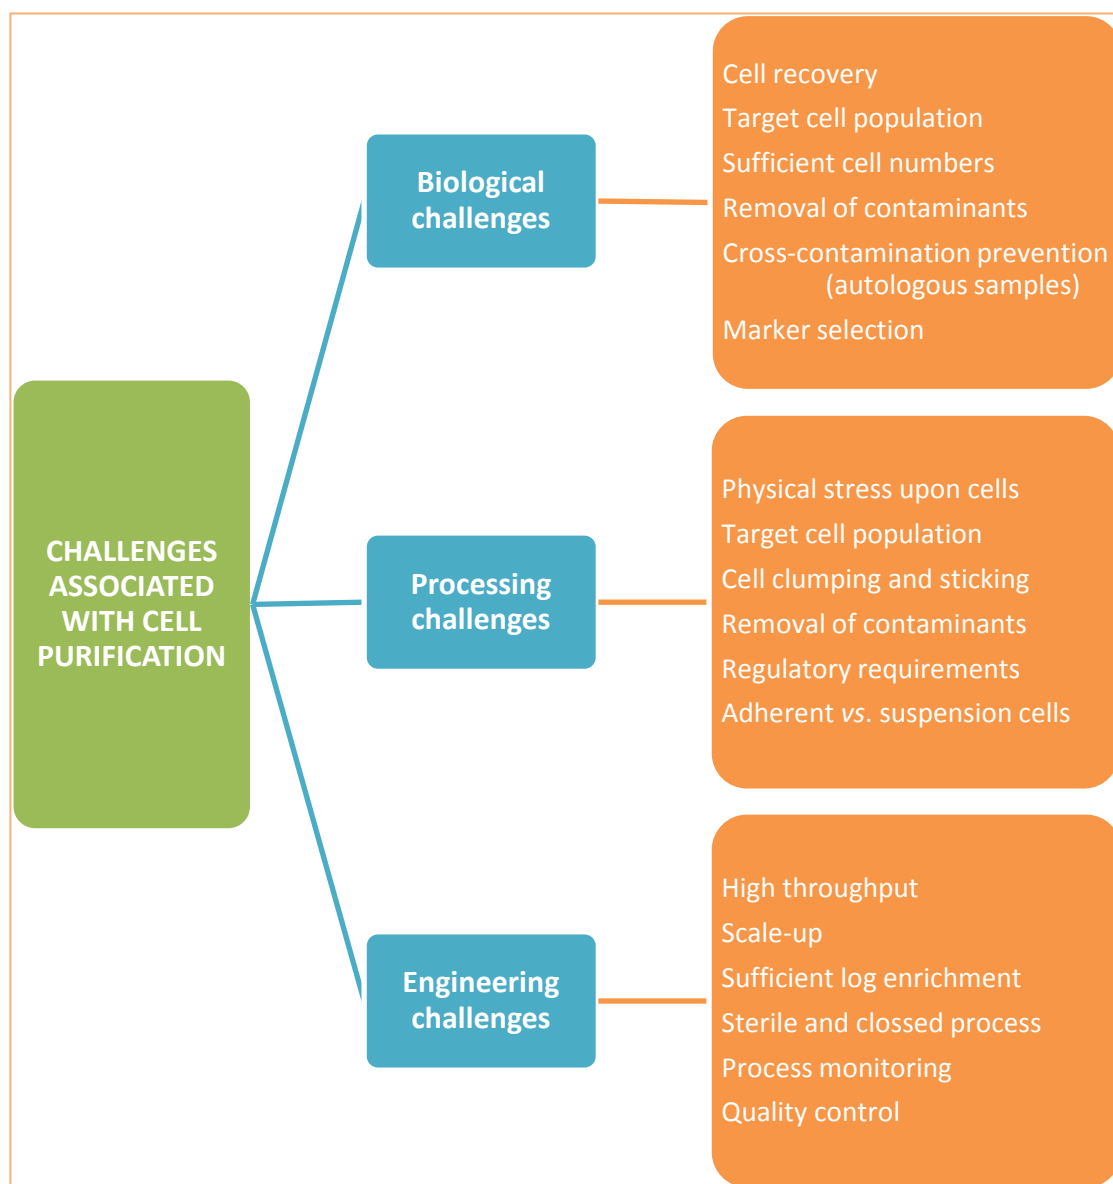 CHALLENGES
ASSOCIATED
WITH CELL
PURIFICATION
Biological
challenges
Cell recovery
Target cell population
Sufficient cell numbers
Removal of contaminants
Cross-contamination prevention
(autologous samples)
Marker selection
Processing
challenges
Physical stress upon cells
Target cell population
Cell clumping and sticking
Removal of contaminants
Regulatory requirements
Adherent vs. suspension cells
Engineering
challenges
High throughput
Scale-up
Sufficient log enrichment
Sterile and clossed process
Process monitoring
Quality control